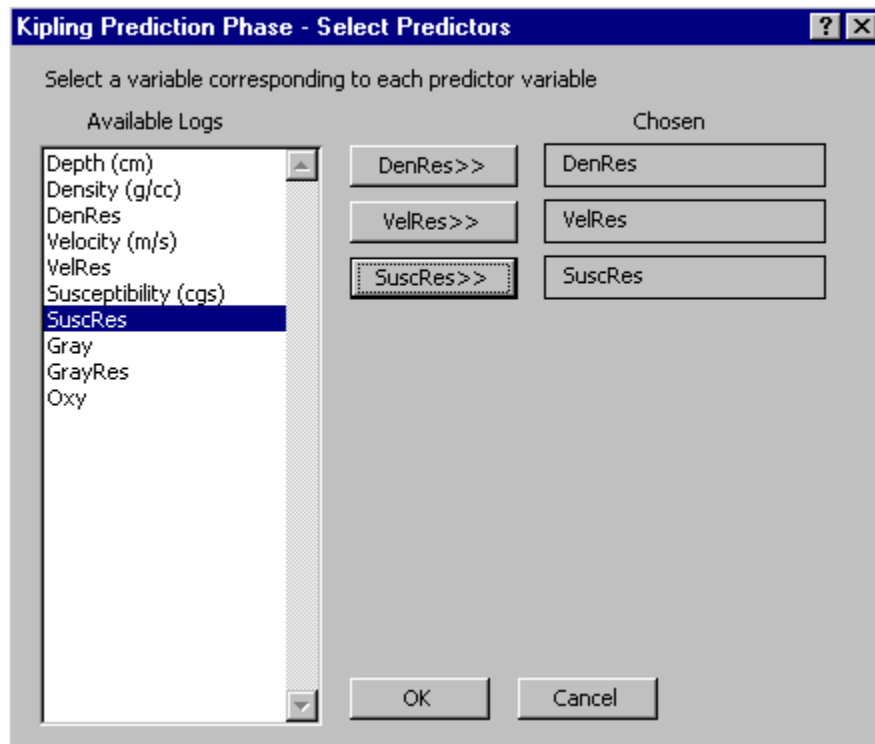 Kipling Prediction Phase - Select Predictors
Select a variable corresponding to each predictor variable
Available Logs
Chosen
Depth (cm)
Density (g/cc)
DenRes
Velocity (m/s)
VelRes
Susceptibility (cgs)
SuscRes
Gray
GrayRes
Oxy
DenRes>>
DenRes
VelRes>>
VelRes
SuscRes>>
SuscRes
OK
Cancel